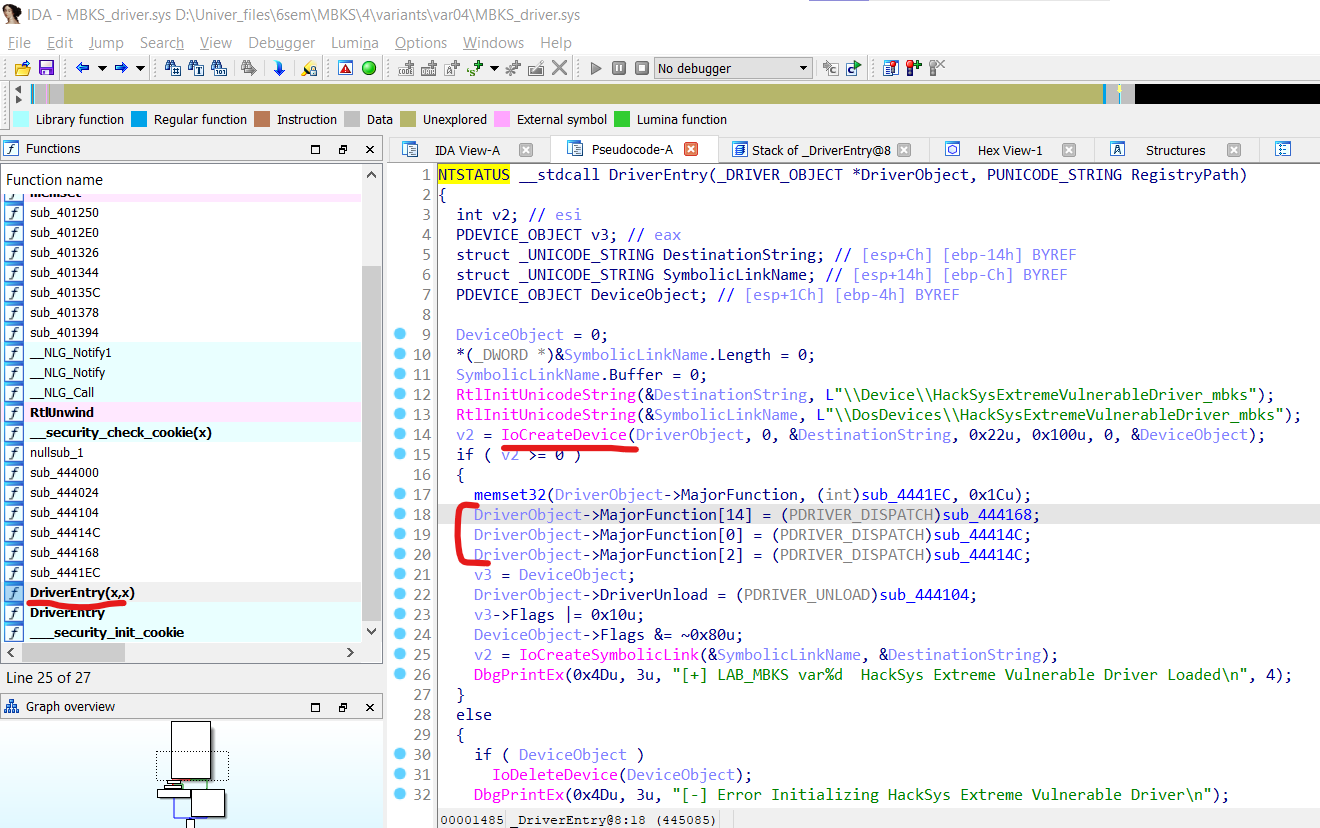 IDA - MBKS_driver.sys D:\Univer_files\6sem\MBKS\4\variants\var04\MBKS_driver.sys
File Edit Jump Search View Debugger Lumina Options Windows Help
No debugger
Library function Regular function Instruction Data Unexplored External symbol Lumina function
Functions
IDA View-A Pseudocode-A Stack of _DriverEntry@8 Hex View-1 Structures
Function name
memset
sub_401250
sub_4012E0
sub_401326
sub_401344
sub_40135C
sub_401378
sub_401394
__NLG_Notify1
__NLG_Notify
__NLG_Call
RtlUnwind
__security_check_cookie(x)
nullsub_1
sub_444000
sub_444024
sub_444104
sub_44414C
sub_444168
sub_4441EC
DriverEntry(x,x)
DriverEntry
___security_init_cookie
Line 25 of 27
Graph overview
1 NTSTATUS __stdcall DriverEntry(_DRIVER_OBJECT *DriverObject, PUNICODE_STRING RegistryPath)
2 {
3 int v2; // esi
4 PDEVICE_OBJECT v3; // eax
5 struct _UNICODE_STRING DestinationString; // [esp+Ch] [ebp-14h] BYREF
6 struct _UNICODE_STRING SymbolicLinkName; // [esp+14h] [ebp-Ch] BYREF
7 PDEVICE_OBJECT DeviceObject; // [esp+1Ch] [ebp-4h] BYREF
8
9 DeviceObject = 0;
10 *(_DWORD *)&SymbolicLinkName.Length = 0;
11 SymbolicLinkName.Buffer = 0;
12 RtlInitUnicodeString(&DestinationString, L"\\Device\\HackSysExtremeVulnerableDriver_mbks");
13 RtlInitUnicodeString(&SymbolicLinkName, L"\\DosDevices\\HackSysExtremeVulnerableDriver_mbks");
14 v2 = IoCreateDevice(DriverObject, 0, &DestinationString, 0x22u, 0x100u, 0, &DeviceObject);
15 if ( v2 >= 0 )
16 {
17 memset32(DriverObject->MajorFunction, (int)sub_4441EC, 0x1Cu);
18 DriverObject->MajorFunction[14] = (PDRIVER_DISPATCH)sub_444168;
19 DriverObject->MajorFunction[0] = (PDRIVER_DISPATCH)sub_44414C;
20 DriverObject->MajorFunction[2] = (PDRIVER_DISPATCH)sub_44414C;
21 v3 = DeviceObject;
22 DriverObject->DriverUnload = (PDRIVER_UNLOAD)sub_444104;
23 v3->Flags |= 0x10u;
24 DeviceObject->Flags &= ~0x80u;
25 v2 = IoCreateSymbolicLink(&SymbolicLinkName, &DestinationString);
26 DbgPrintEx(0x4Du, 3u, "[+] LAB_MBKS var%d  HackSys Extreme Vulnerable Driver Loaded\n", 4);
27 }
28 else
29 {
30 if ( DeviceObject )
31 IoDeleteDevice(DeviceObject);
32 DbgPrintEx(0x4Du, 3u, "[-] Error Initializing HackSys Extreme Vulnerable Driver\n");
00001485 _DriverEntry@8:18 (445085)